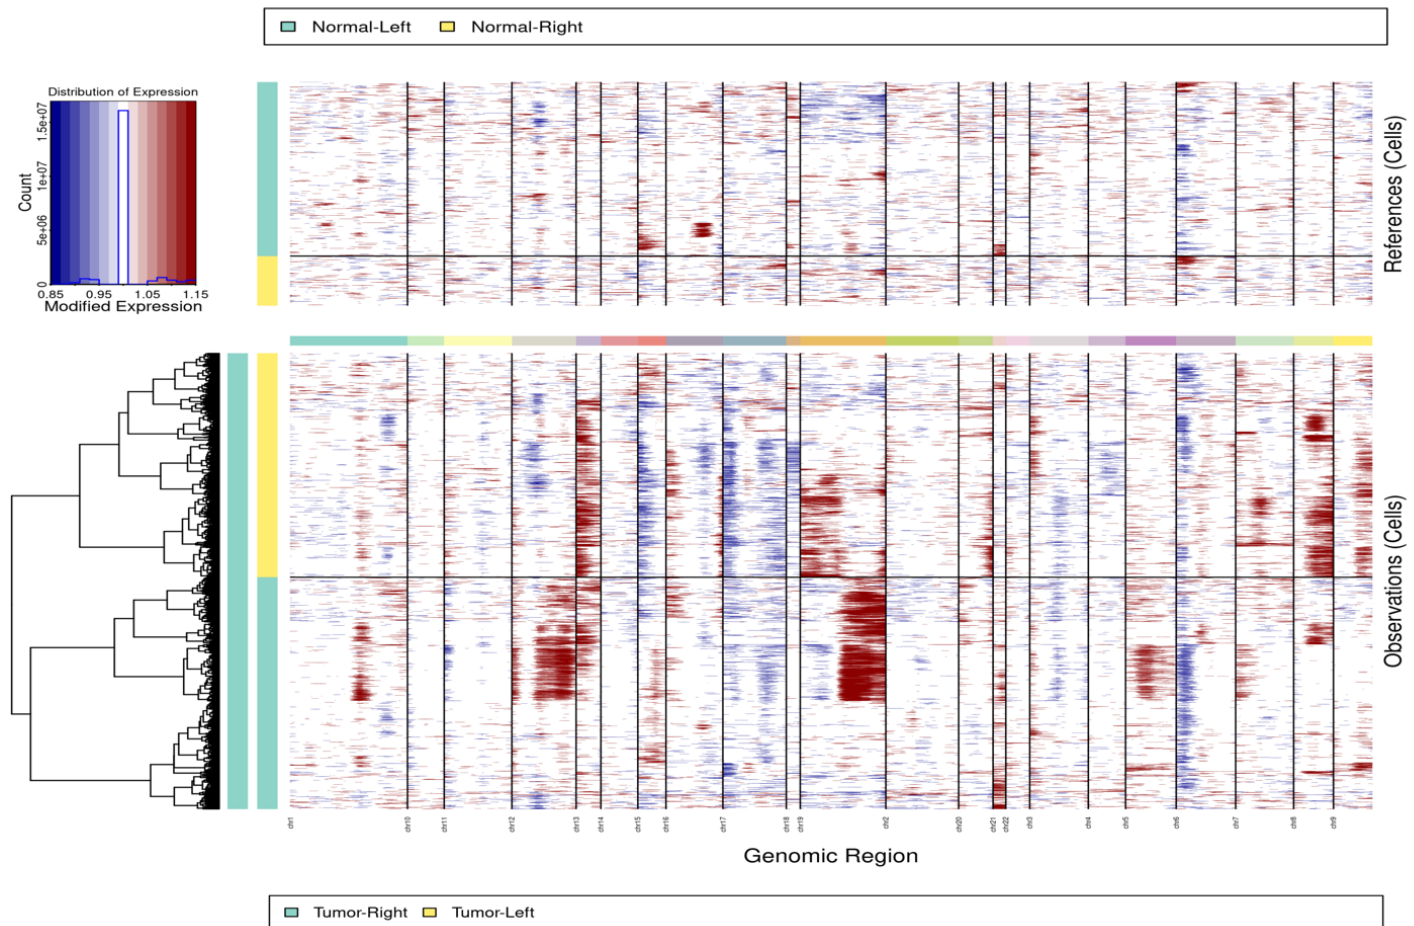 Normal-Left Normal-Right
Distribution of Expression
Count
0 5e+06 1e+07 1.5e+07
0.85 0.95 1.05 1.15
Modified Expression
References (Cells)
Observations (Cells)
chr1 chr10 chr11 chr12 chr13 chr14 chr15 chr16 chr17 chr18 chr19 chr2 chr20 chr21 chr22 chr3 chr4 chr5 chr6 chr7 chr8 chr9
Genomic Region
Tumor-Right Tumor-Left